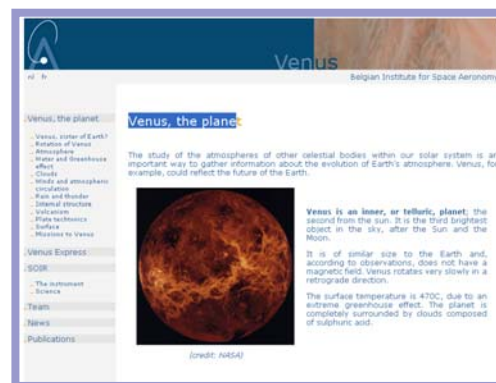 Venus
nl fr
Belgian Institute for Space Aeronomy
Venus, the planet
Venus, sister of Earth?
Rotation of Venus
Atmosphere
Water and Greenhouse
effect
Clouds
Winds and atmospheric
circulation
Rain and thunder
Internal structure
Volcanism
Plate techtonics
Surface
Missions to Venus
Venus Express
SOIR
The instrument
Science
Team
News
Publications
Venus, the planet
The study of the atmospheres of other celestial bodies within our solar system is an
important way to gather information about the evolution of Earth's atmosphere. Venus, for
example, could reflect the future of the Earth.
Venus is an inner, or telluric, planet; the
second from the sun. It is the third brightest
object in the sky, after the Sun and the
Moon.
It is of similar size to the Earth and,
according to observations, does not have a
magnetic field. Venus rotates very slowly in a
retrograde direction.
The surface temperature is 470C, due to an
extreme greenhouse effect. The planet is
completely surrounded by clouds composed
of sulphuric acid.
(credit: NASA)